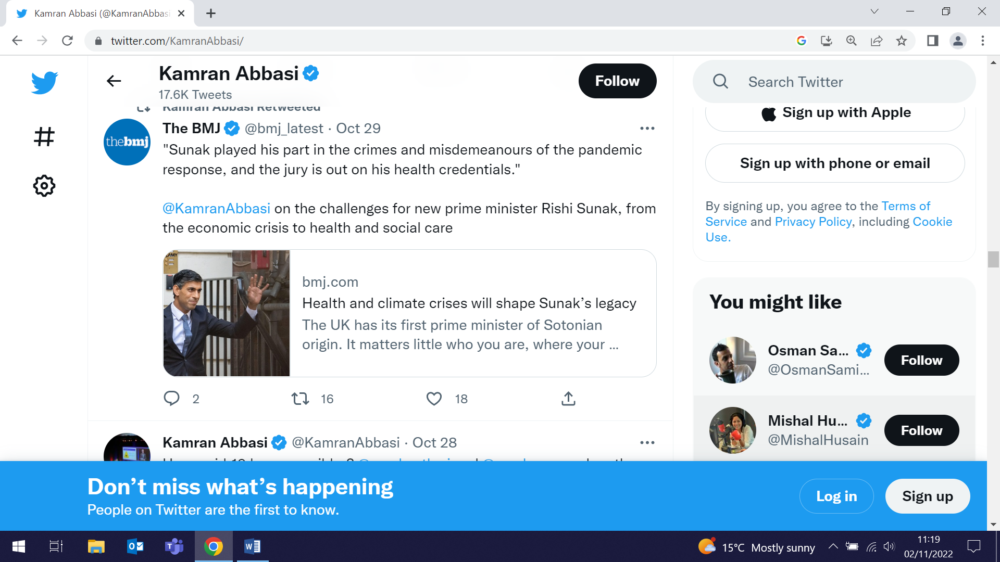 Kamran Abbasi (@KamranAbbasi
twitter.com/KamranAbbasi/
Kamran Abbasi
17.6K Tweets
Follow
Kamran Abbasi Retweeted
thebmj
The BMJ @bmj_latest · Oct 29
"Sunak played his part in the crimes and misdemeanours of the pandemic
response, and the jury is out on his health credentials."
@KamranAbbasi on the challenges for new prime minister Rishi Sunak, from
the economic crisis to health and social care
bmj.com
Health and climate crises will shape Sunak’s legacy
The UK has its first prime minister of Sotonian
origin. It matters little who you are, where your ...
2 16 18
Kamran Abbasi @KamranAbbasi · Oct 28
Search Twitter
Sign up with Apple
Sign up with phone or email
By signing up, you agree to the Terms of
Service and Privacy Policy, including Cookie
Use.
You might like
Osman Sa...
@OsmanSami...
Follow
Mishal Hu...
@MishalHusain
Follow
Don’t miss what’s happening
People on Twitter are the first to know.
Log in
Sign up
15°C Mostly sunny
11:19
02/11/2022